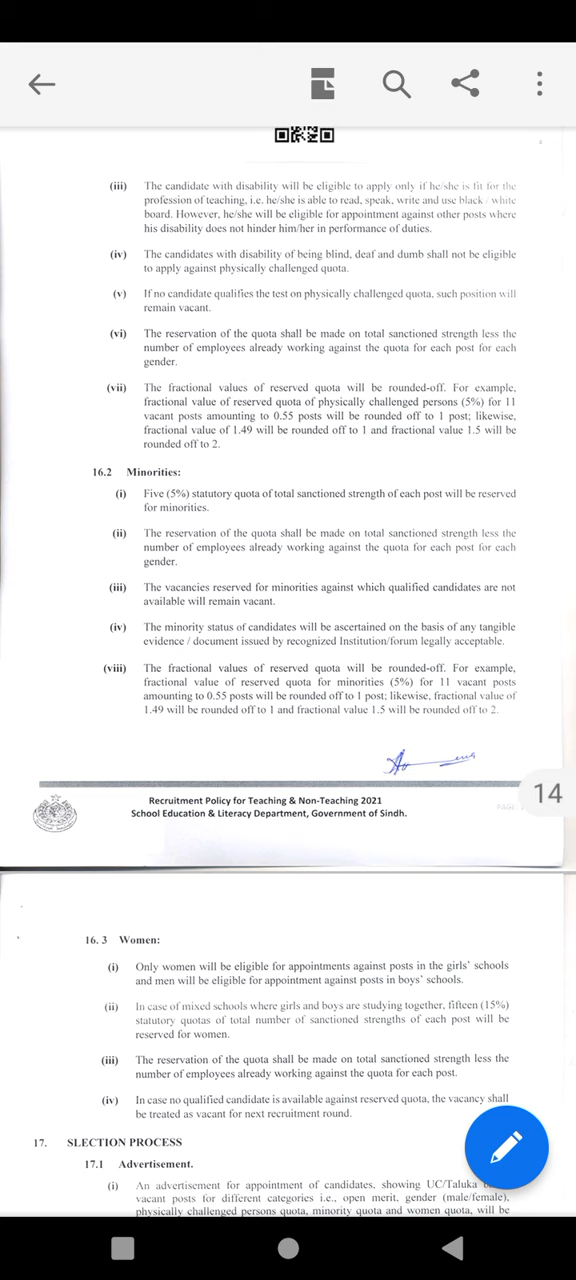 (iii) The candidate with disability will be eligible to apply only if he/she is fit for the
profession of teaching, i.e. he/she is able to read, speak, write and use black / white
board. However, he/she will be eligible for appointment against other posts where
his disability does not hinder him/her in performance of duties.
(iv) The candidates with disability of being blind, deaf and dumb shall not be eligible
to apply against physically challenged quota.
(v) If no candidate qualifies the test on physically challenged quota, such position will
remain vacant.
(vi) The reservation of the quota shall be made on total sanctioned strength less the
number of employees already working against the quota for each post for each
gender.
(vii) The fractional values of reserved quota will be rounded-off. For example,
fractional value of reserved quota of physically challenged persons (5%) for 11
vacant posts amounting to 0.55 posts will be rounded off to 1 post; likewise,
fractional value of 1.49 will be rounded off to 1 and fractional value 1.5 will be
rounded off to 2.
16.2 Minorities:
(i) Five (5%) statutory quota of total sanctioned strength of each post will be reserved
for minorities.
(ii) The reservation of the quota shall be made on total sanctioned strength less the
number of employees already working against the quota for each post for each
gender.
(iii) The vacancies reserved for minorities against which qualified candidates are not
available will remain vacant.
(iv) The minority status of candidates will be ascertained on the basis of any tangible
evidence / document issued by recognized Institution/forum legally acceptable.
(viii) The fractional values of reserved quota will be rounded-off. For example,
fractional value of reserved quota for minorities (5%) for 11 vacant posts
amounting to 0.55 posts will be rounded off to 1 post; likewise, fractional value of
1.49 will be rounded off to 1 and fractional value 1.5 will be rounded off to 2.
Recruitment Policy for Teaching & Non-Teaching 2021
School Education & Literacy Department, Government of Sindh.
PAGE
14
16. 3 Women:
(i) Only women will be eligible for appointments against posts in the girls' schools
and men will be eligible for appointment against posts in boys' schools.
(ii) In case of mixed schools where girls and boys are studying together, fifteen (15%)
statutory quotas of total number of sanctioned strengths of each post will be
reserved for women.
(iii) The reservation of the quota shall be made on total sanctioned strength less the
number of employees already working against the quota for each post.
(iv) In case no qualified candidate is available against reserved quota, the vacancy shall
be treated as vacant for next recruitment round.
17. SLECTION PROCESS
17.1 Advertisement.
(i) An advertisement for appointment of candidates, showing UC/Taluka
vacant posts for different categories i.e., open merit, gender (male/female),
physically challenged persons quota, minority quota and women quota, will be